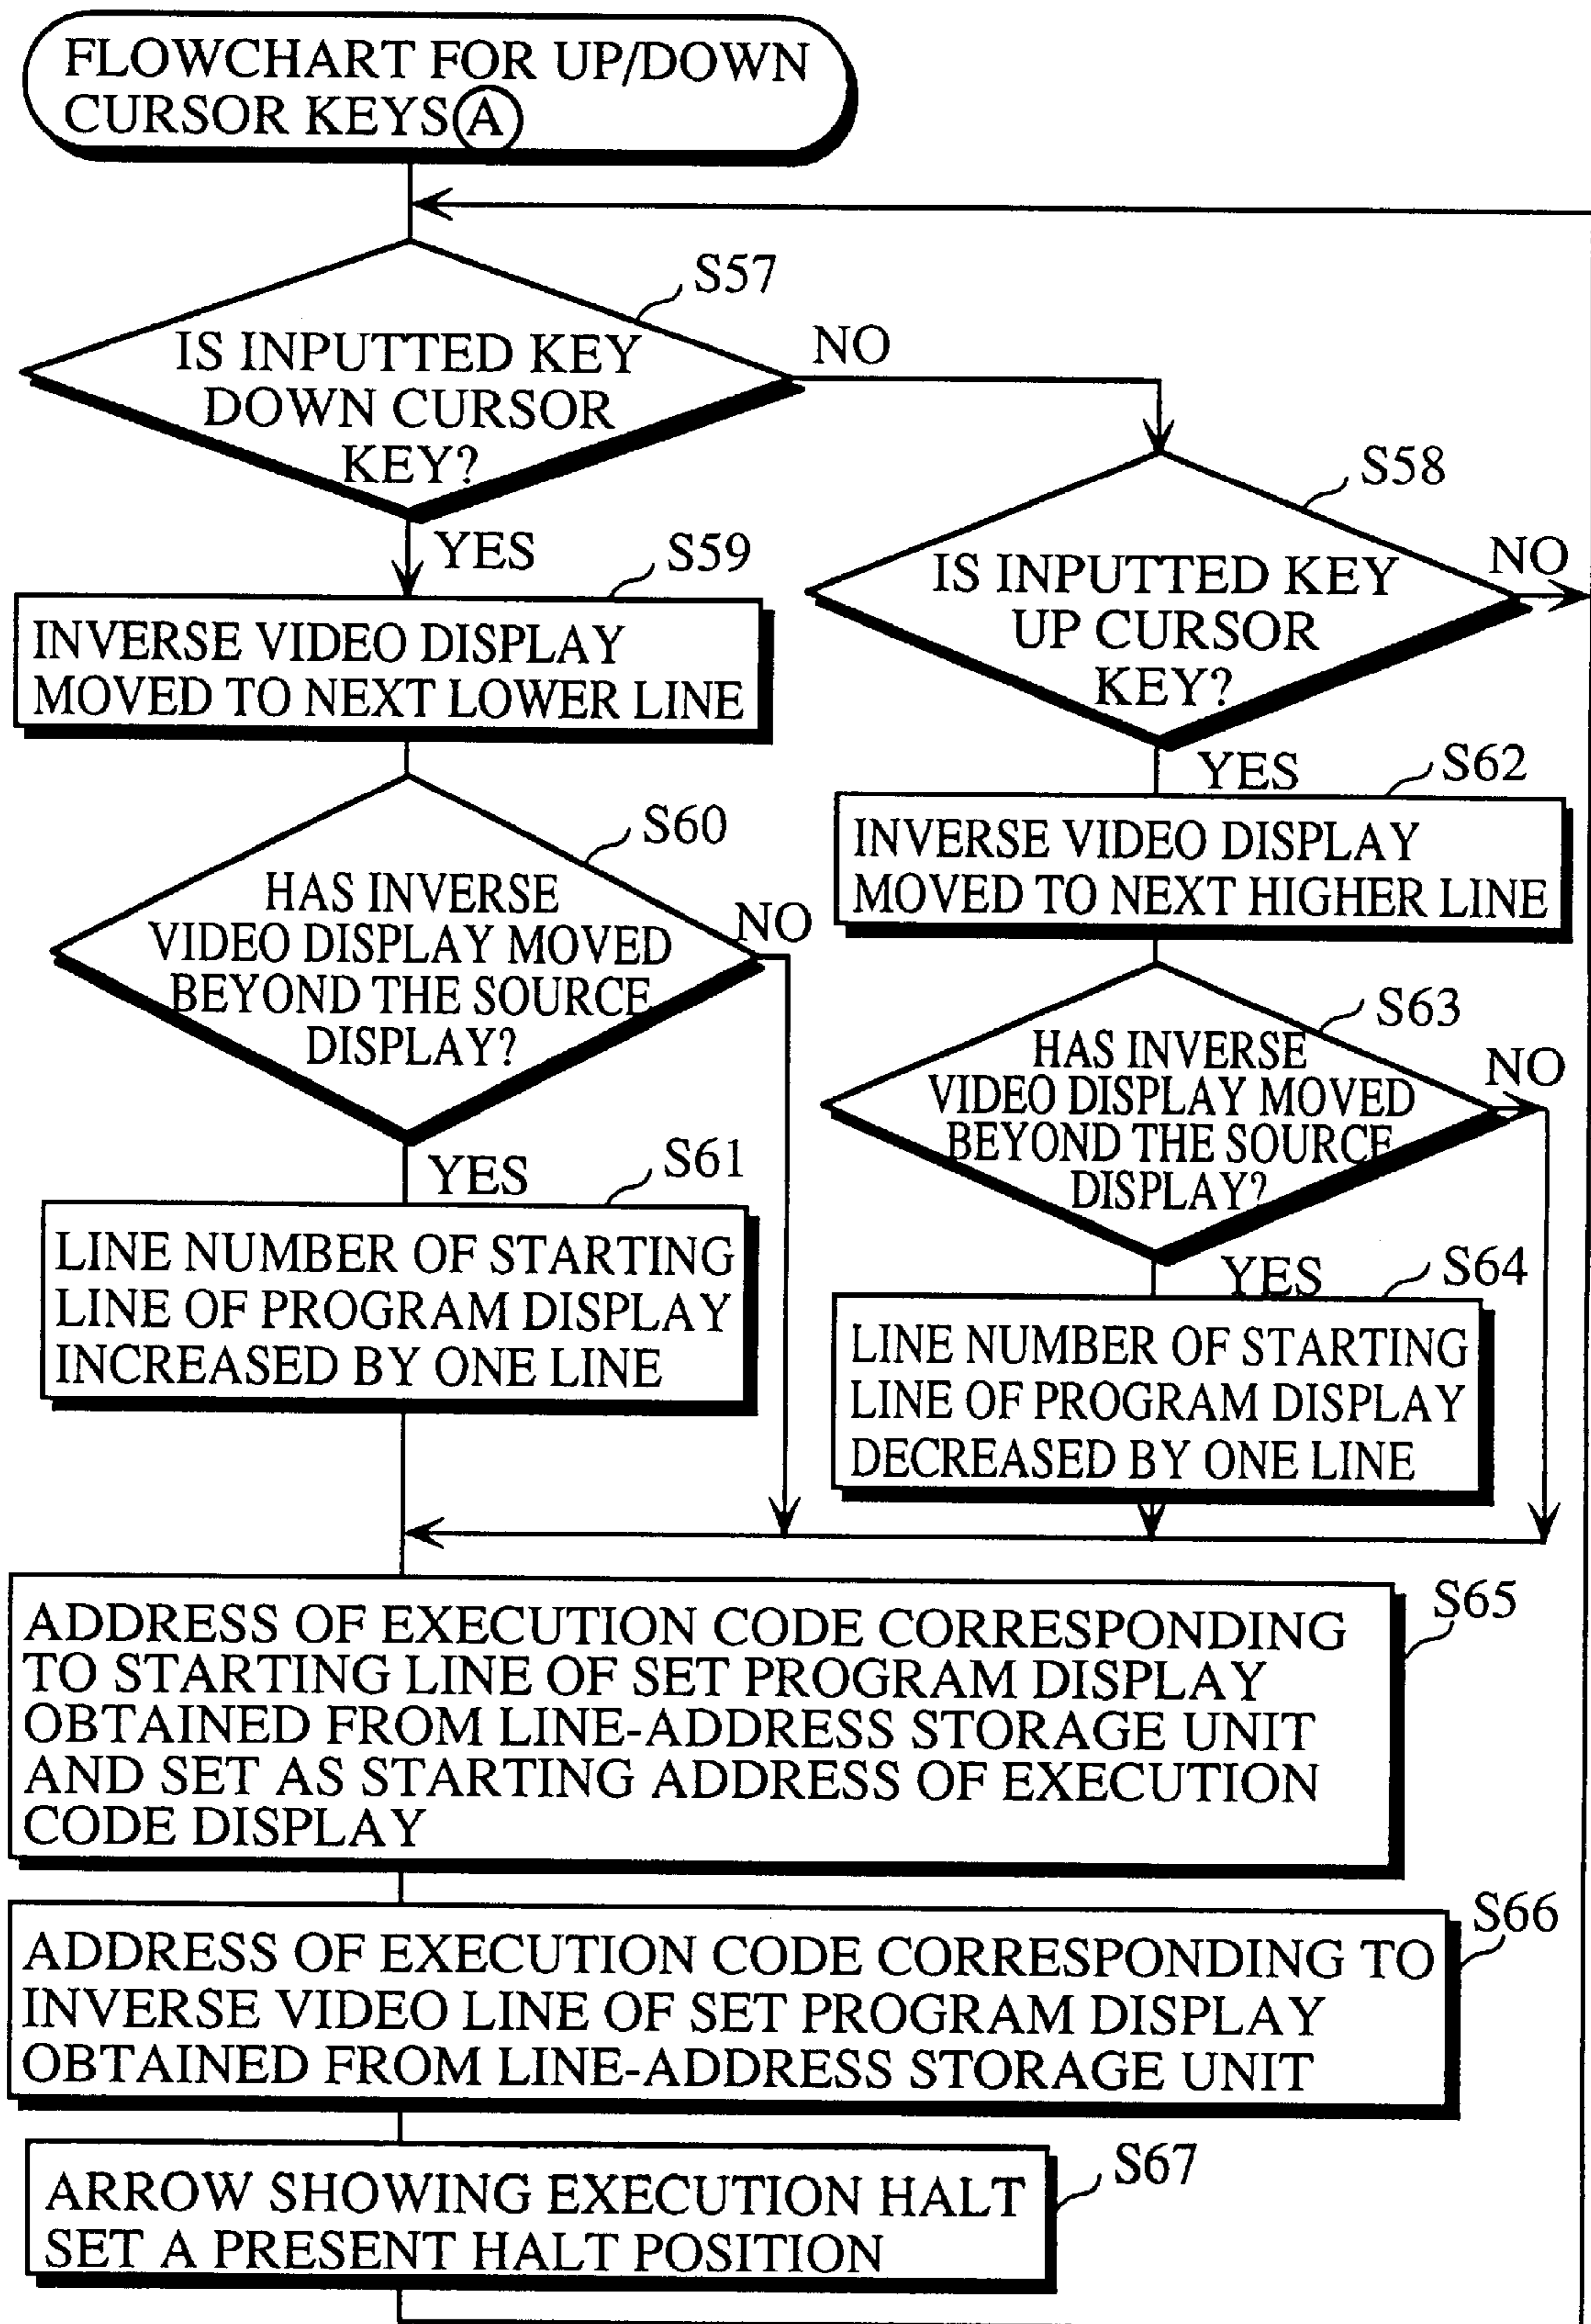 FLOWCHART FOR UP/DOWN
CURSOR KEYS Ⓐ
S57
IS INPUTTED KEY
DOWN CURSOR
KEY?
NO
YES
S58
IS INPUTTED KEY
UP CURSOR
KEY?
NO
YES
S59
INVERSE VIDEO DISPLAY
MOVED TO NEXT LOWER LINE
S60
HAS INVERSE
VIDEO DISPLAY MOVED
BEYOND THE SOURCE
DISPLAY?
NO
YES
S61
LINE NUMBER OF STARTING
LINE OF PROGRAM DISPLAY
INCREASED BY ONE LINE
S62
INVERSE VIDEO DISPLAY
MOVED TO NEXT HIGHER LINE
S63
HAS INVERSE
VIDEO DISPLAY MOVED
BEYOND THE SOURCE
DISPLAY?
NO
YES
S64
LINE NUMBER OF STARTING
LINE OF PROGRAM DISPLAY
DECREASED BY ONE LINE
S65
ADDRESS OF EXECUTION CODE CORRESPONDING
TO STARTING LINE OF SET PROGRAM DISPLAY
OBTAINED FROM LINE-ADDRESS STORAGE UNIT
AND SET AS STARTING ADDRESS OF EXECUTION
CODE DISPLAY
S66
ADDRESS OF EXECUTION CODE CORRESPONDING TO
INVERSE VIDEO LINE OF SET PROGRAM DISPLAY
OBTAINED FROM LINE-ADDRESS STORAGE UNIT
S67
ARROW SHOWING EXECUTION HALT
SET A PRESENT HALT POSITION